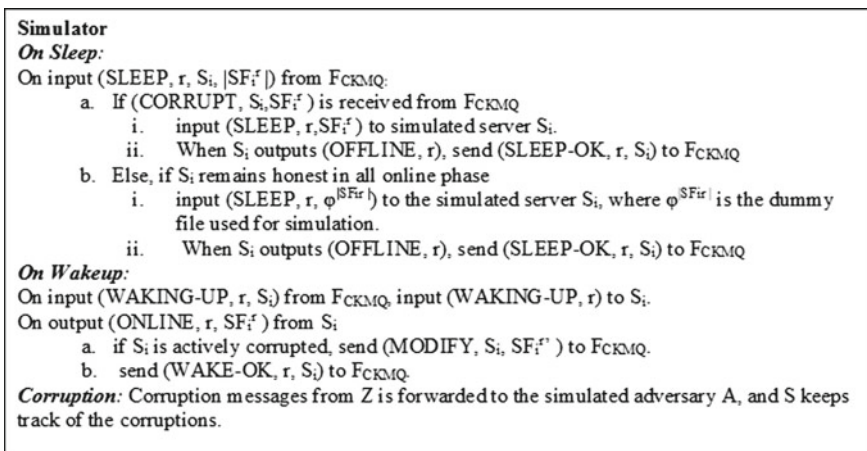 Simulator
On Sleep:
On input (SLEEP, r, Sᵢ, |SFᵢʳ|) from FCKMQ:
a. If (CORRUPT, Sᵢ,SFᵢʳ ) is received from FCKMQ
i. input (SLEEP, r,SFᵢʳ ) to simulated server Sᵢ.
ii. When Sᵢ outputs (OFFLINE, r), send (SLEEP-OK, r, Sᵢ) to FCKMQ
b. Else, if Sᵢ remains honest in all online phase
i. input (SLEEP, r, φ^|SFir|) to the simulated server Sᵢ, where φ^|SFir| is the dummy
file used for simulation.
ii. When Sᵢ outputs (OFFLINE, r), send (SLEEP-OK, r, Sᵢ) to FCKMQ
On Wakeup:
On input (WAKING-UP, r, Sᵢ) from FCKMQ, input (WAKING-UP, r) to Sᵢ.
On output (ONLINE, r, SFᵢʳ ) from Sᵢ
a. if Sᵢ is actively corrupted, send (MODIFY, Sᵢ, SFᵢʳ' ) to FCKMQ.
b. send (WAKE-OK, r, Sᵢ) to FCKMQ.
Corruption: Corruption messages from Z is forwarded to the simulated adversary A, and S keeps
track of the corruptions.